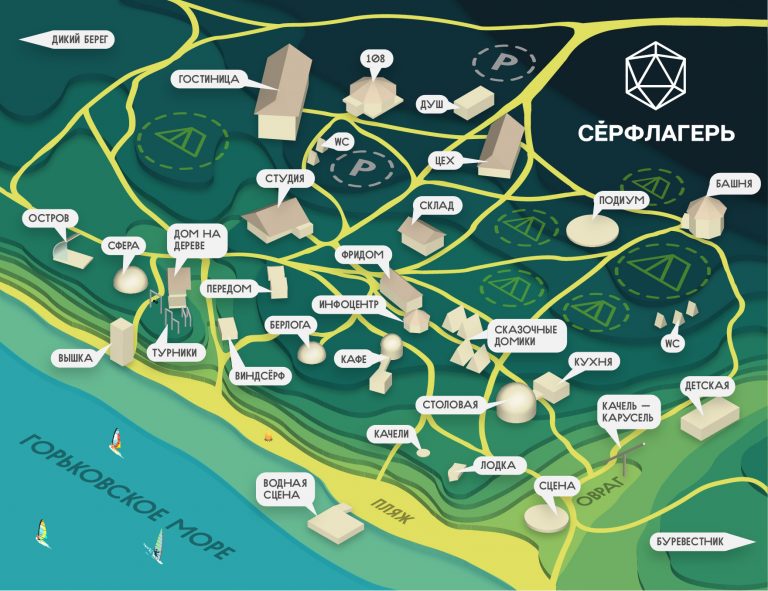 ДИКИЙ БЕРЕГ
108
P
ГОСТИНИЦА
ДУШ
СЁРФЛАГЕРЬ
WC
ЦЕХ
P
СТУДИЯ
БАШНЯ
ПОДИУМ
СКЛАД
ОСТРОВ
ДОМ НА
ДЕРЕВЕ
СФЕРА
ФРИДОМ
ПЕРЕДОМ
ИНФОЦЕНТР
БЕРЛОГА
СКАЗОЧНЫЕ
ДОМИКИ
WC
ВЫШКА
ТУРНИКИ
КАФЕ
КУХНЯ
ВИНДСЁРФ
ДЕТСКАЯ
СТОЛОВАЯ
КАЧЕЛЬ —
КАРУСЕЛЬ
КАЧЕЛИ
ЛОДКА
ВОДНАЯ
СЦЕНА
СЦЕНА
ОВРАГ
ГОРЬКОВСКОЕ МОРЕ
ПЛЯЖ
БУРЕВЕСТНИК